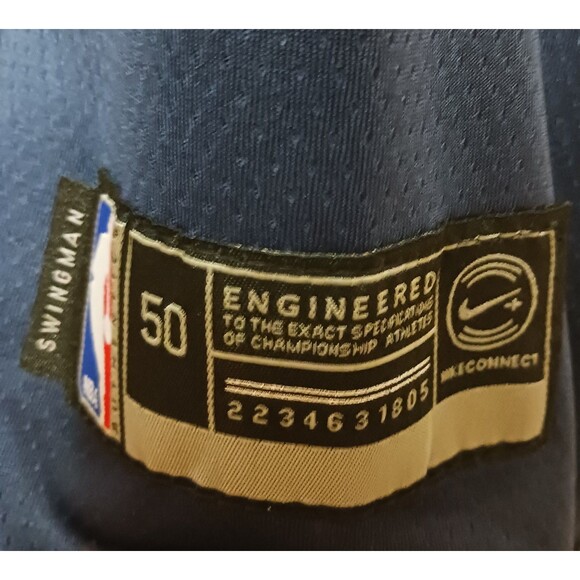 SWINGMAN
50
ENGINEERED
TO THE EXACT SPECIFICATIONS
OF CHAMPIONSHIP ATHLETES
2234631805
NIKECONNECT